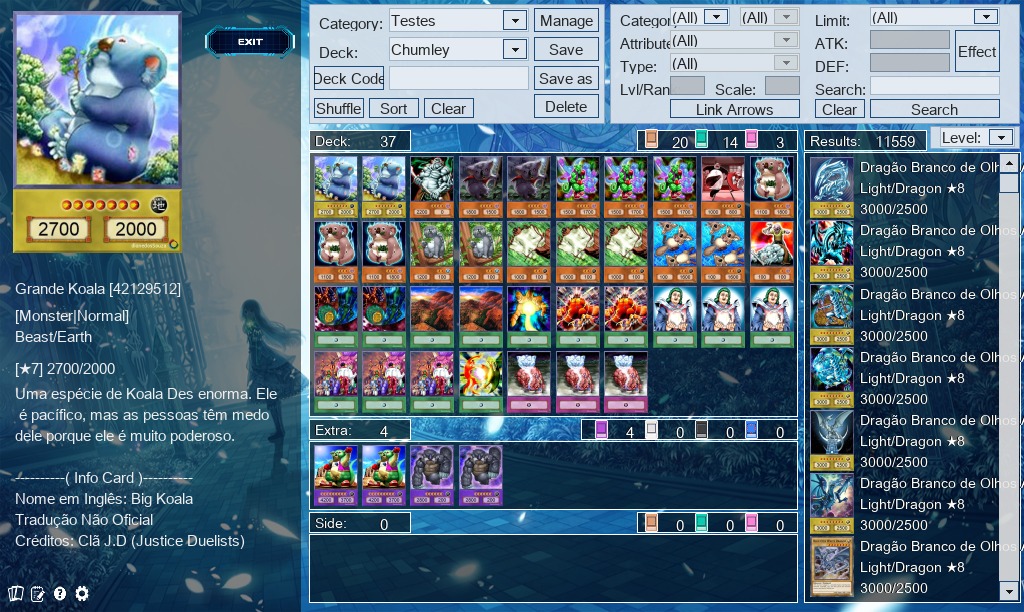 EXIT
2700 2000
Grande Koala [42129512]
[Monster|Normal]
Beast/Earth
[★7] 2700/2000
Uma espécie de Koala Des enorma. Ele
é pacífico, mas as pessoas têm medo
dele porque ele é muito poderoso.
----------( Info Card )----------
Nome em Inglês: Big Koala
Tradução Não Oficial
Créditos: Clã J.D (Justice Duelists)
Category: Testes Manage
Deck: Chumley Save
Deck Code Save as
Shuffle Sort Clear Delete
Categor (All) (All) Limit: (All)
Attribute (All) ATK: Effect
Type: (All) DEF:
Lvl/Ran Scale: Search:
Link Arrows Clear Search
Deck: 37 20 14 3
Extra: 4 4 0 0 0
Side: 0 0 0 0
Results: 11559 Level:
Dragão Branco de Olh
Light/Dragon ★8
3000/2500
Dragão Branco de Olhos
Light/Dragon ★8
3000/2500
Dragão Branco de Olhos
Light/Dragon ★8
3000/2500
Dragão Branco de Olhos
Light/Dragon ★8
3000/2500
Dragão Branco de Olhos
Light/Dragon ★8
3000/2500
Dragão Branco de Olhos
Light/Dragon ★8
3000/2500
Dragão Branco de Olhos
Light/Dragon ★8
3000/2500